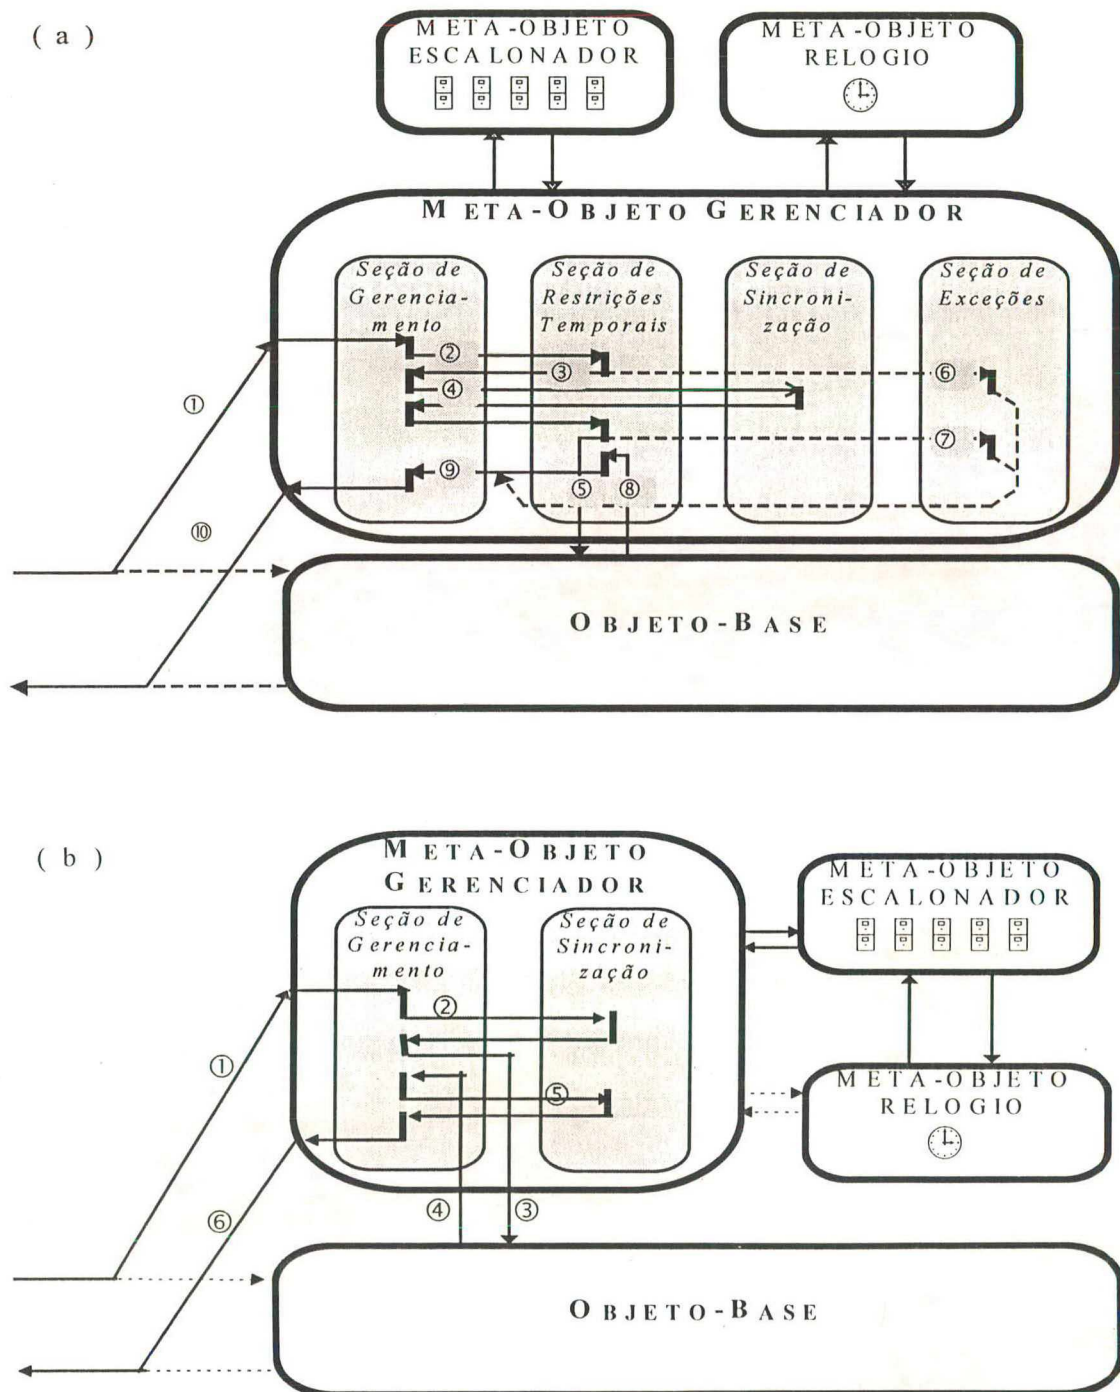 ( a )
META-OBJETO
ESCALONADOR
META-OBJETO
RELOGIO
META-OBJETO GERENCIADOR
Seção de
Gerencia-
mento
Seção de
Restrições
Temporais
Seção de
Sincroni-
zação
Seção de
Exceções
②
③
⑥
④
①
⑦
⑨
⑤
⑧
⑩
OBJETO-BASE
( b )
META-OBJETO
GERENCIADOR
META-OBJETO
ESCALONADOR
Seção de
Gerencia-
mento
Seção de
Sincroni-
zação
②
①
META-OBJETO
RELOGIO
⑤
④
③
⑥
OBJETO-BASE